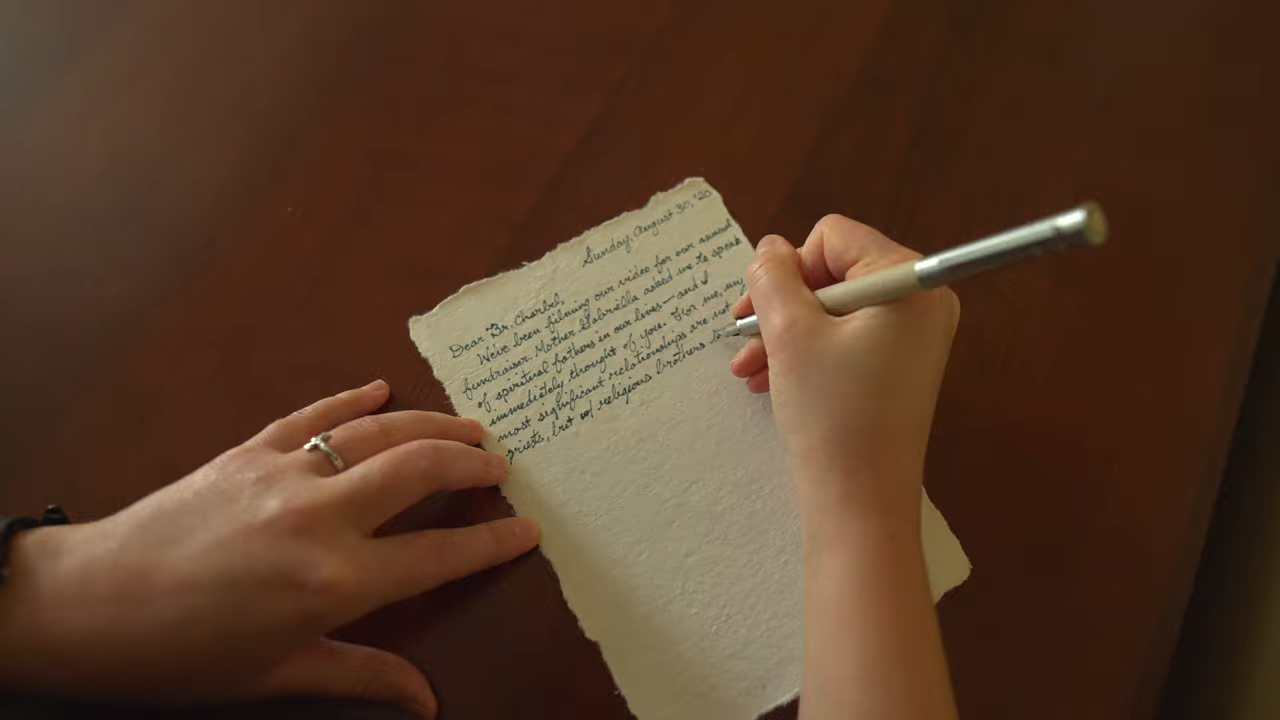 Sunday, August 30, '20
Dear Br. Charbel,
We've been filming our video for our annual
fundraiser. Mother Gabriella asked me to speak
of spiritual fathers in our lives—and I
immediately thought of you. For me, my
most significant relationships are not
priests, but w/ religious brothers